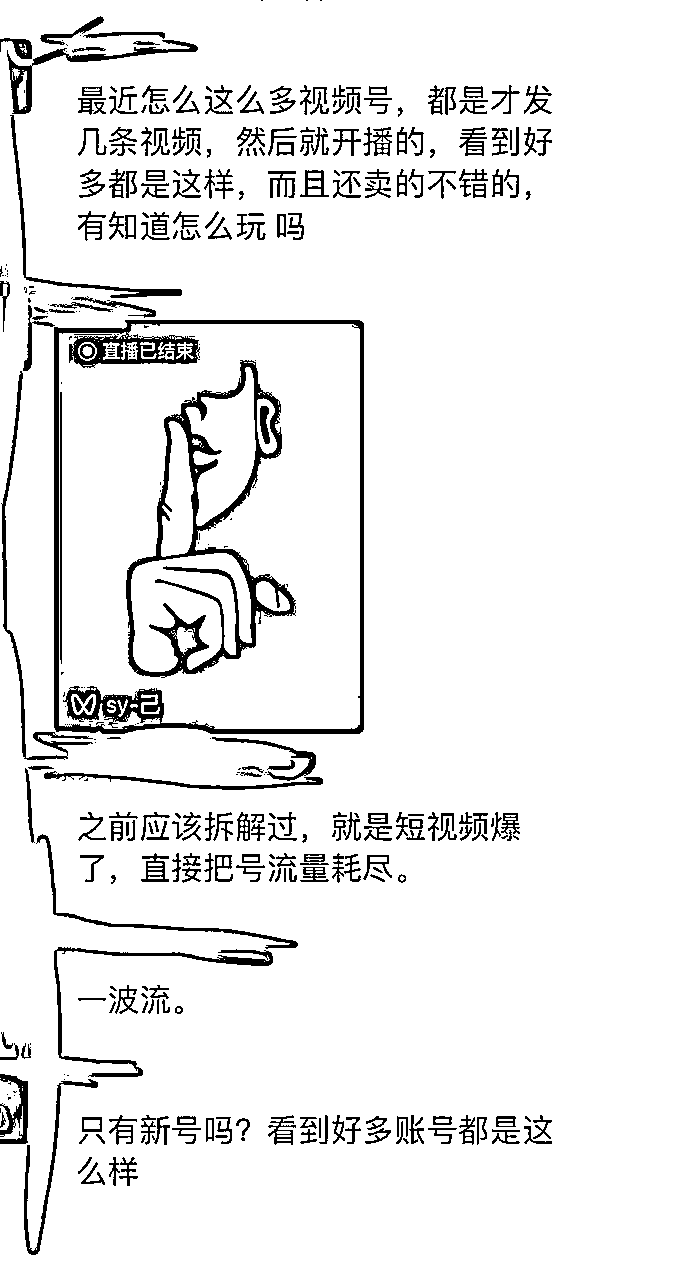 最近怎么这么多视频号，都是才发
几条视频，然后就开播的，看到好
多都是这样，而且还卖的不错的，
有知道怎么玩 吗
直播已结束
sy-己
之前应该拆解过，就是短视频爆
了，直接把号流量耗尽。
一波流。
只有新号吗？看到好多账号都是这
么样